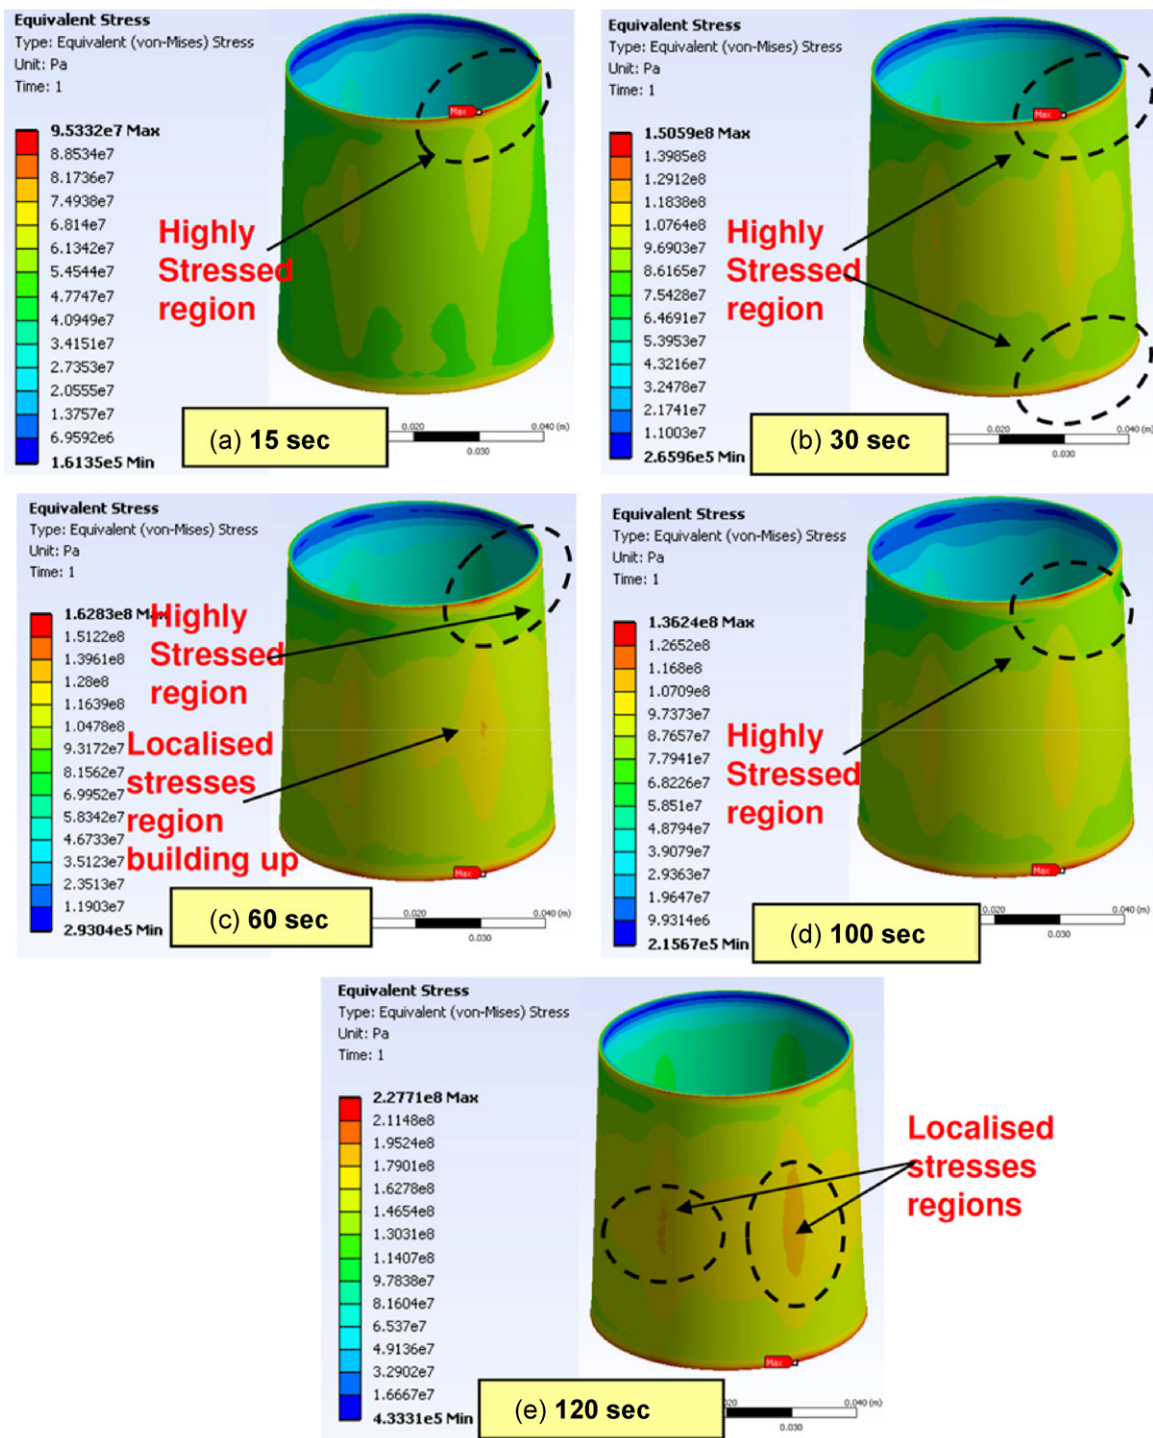 Equivalent Stress
Type: Equivalent (von-Mises) Stress
Unit: Pa
Time: 1
9.5332e7 Max
8.8534e7
8.1736e7
7.4938e7
6.814e7
6.1342e7
5.4544e7
4.7747e7
4.0949e7
3.4151e7
2.7353e7
2.0555e7
1.3757e7
6.9592e6
1.6135e5 Min
Max
Highly
Stressed
region
(a) 15 sec
0.020
0.040 (m)
0.030
Equivalent Stress
Type: Equivalent (von-Mises) Stress
Unit: Pa
Time: 1
1.5059e8 Max
1.3985e8
1.2912e8
1.1838e8
1.0764e8
9.6903e7
8.6165e7
7.5428e7
6.4691e7
5.3953e7
4.3216e7
3.2478e7
2.1741e7
1.1003e7
2.6596e5 Min
Max
Highly
Stressed
region
(b) 30 sec
0.020
0.040 (m)
0.030
Equivalent Stress
Type: Equivalent (von-Mises) Stress
Unit: Pa
Time: 1
1.6283e8 Max
1.5122e8
1.3961e8
1.28e8
1.1639e8
1.0478e8
9.3172e7
8.1562e7
6.9952e7
5.8342e7
4.6733e7
3.5123e7
2.3513e7
1.1903e7
2.9304e5 Min
Highly
Stressed
region
Localised
stresses
region
building up
Max
(c) 60 sec
0.020
0.040 (m)
0.030
Equivalent Stress
Type: Equivalent (von-Mises) Stress
Unit: Pa
Time: 1
1.3624e8 Max
1.2652e8
1.168e8
1.0709e8
9.7373e7
8.7657e7
7.7941e7
6.8226e7
5.851e7
4.8794e7
3.9079e7
2.9363e7
1.9647e7
9.9314e6
2.1567e5 Min
Highly
Stressed
region
Max
(d) 100 sec
0.020
0.040 (m)
0.030
Equivalent Stress
Type: Equivalent (von-Mises) Stress
Unit: Pa
Time: 1
2.2771e8 Max
2.1148e8
1.9524e8
1.7901e8
1.6278e8
1.4654e8
1.3031e8
1.1407e8
9.7838e7
8.1604e7
6.537e7
4.9136e7
3.2902e7
1.6667e7
4.3331e5 Min
Localised
stresses
regions
Max
(e) 120 sec
0.040 (m)
0.030